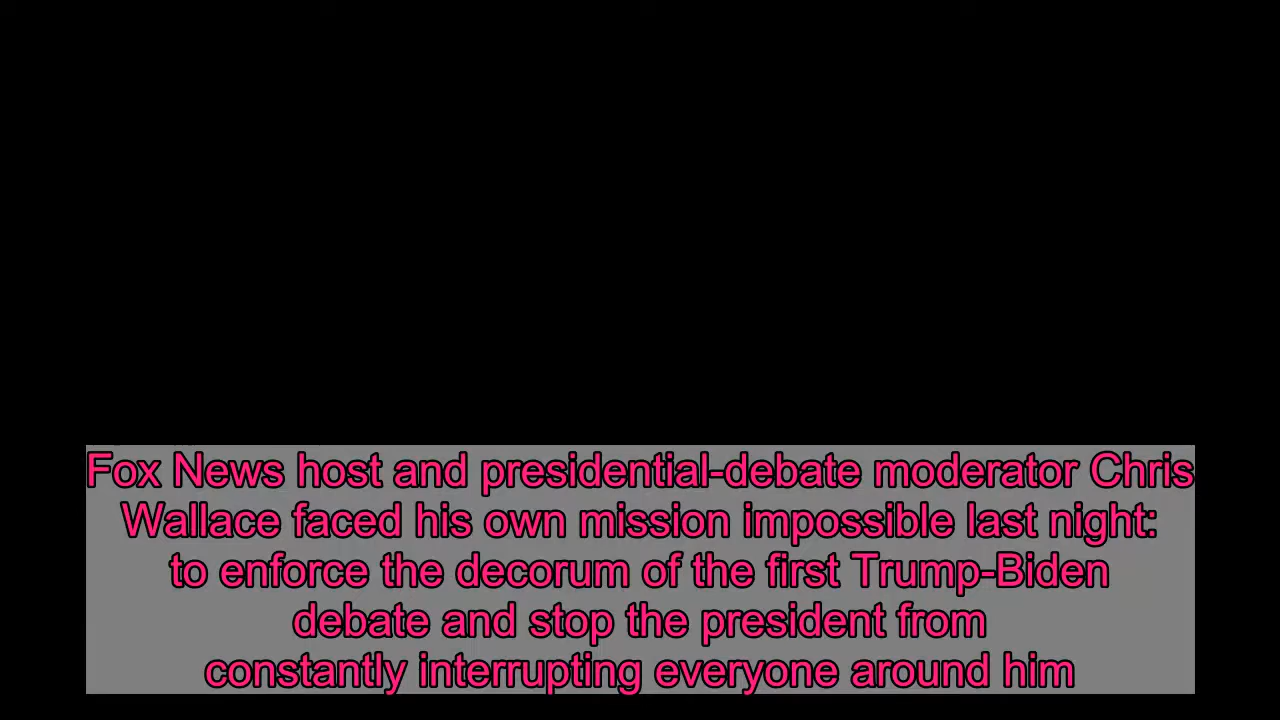 Fox News host and presidential-debate moderator Chris
Wallace faced his own mission impossible last night:
to enforce the decorum of the first Trump-Biden
debate and stop the president from
constantly interrupting everyone around him